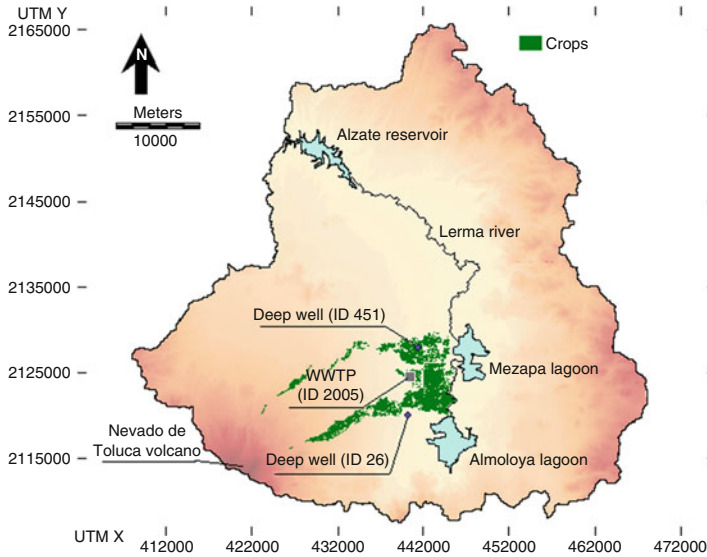 UTM Y
2165000
N
Crops
2155000
Meters
10000
Alzate reservoir
2145000
Lerma river
2135000
Deep well (ID 451)
2125000
WWTP
(ID 2005)
Mezapa lagoon
Nevado de
Toluca volcano
2115000
Deep well (ID 26)
Almoloya lagoon
UTM X
412000
422000
432000
442000
452000
462000
472000